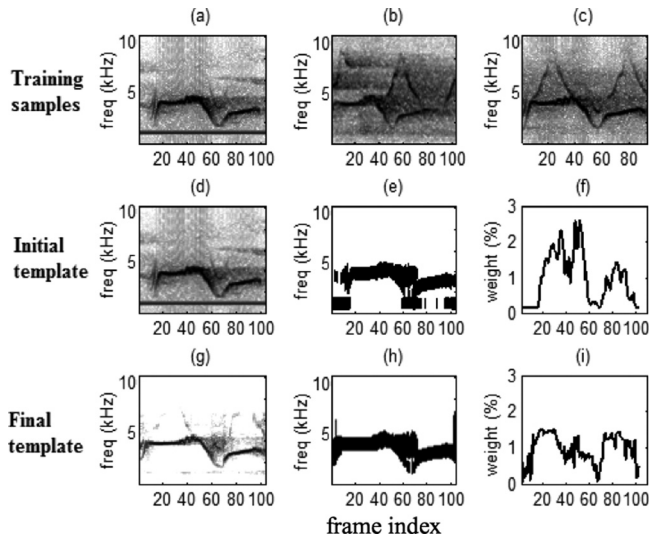 (a) (b) (c)
Training samples
freq (kHz) 10 5
20 40 60 80 100
freq (kHz) 10 5
20 40 60 80 100
freq (kHz) 10 5
20 40 60 80
(d) (e) (f)
Initial template
freq (kHz) 10 5
20 40 60 80 100
freq (kHz) 10 5
20 40 60 80 100
weight (%) 3 2 1 0
20 40 60 80 100
(g) (h) (i)
Final template
freq (kHz) 10 5
20 40 60 80 100
freq (kHz) 10 5
20 40 60 80 100
weight (%) 3 2 1 0
20 40 60 80 100
frame index